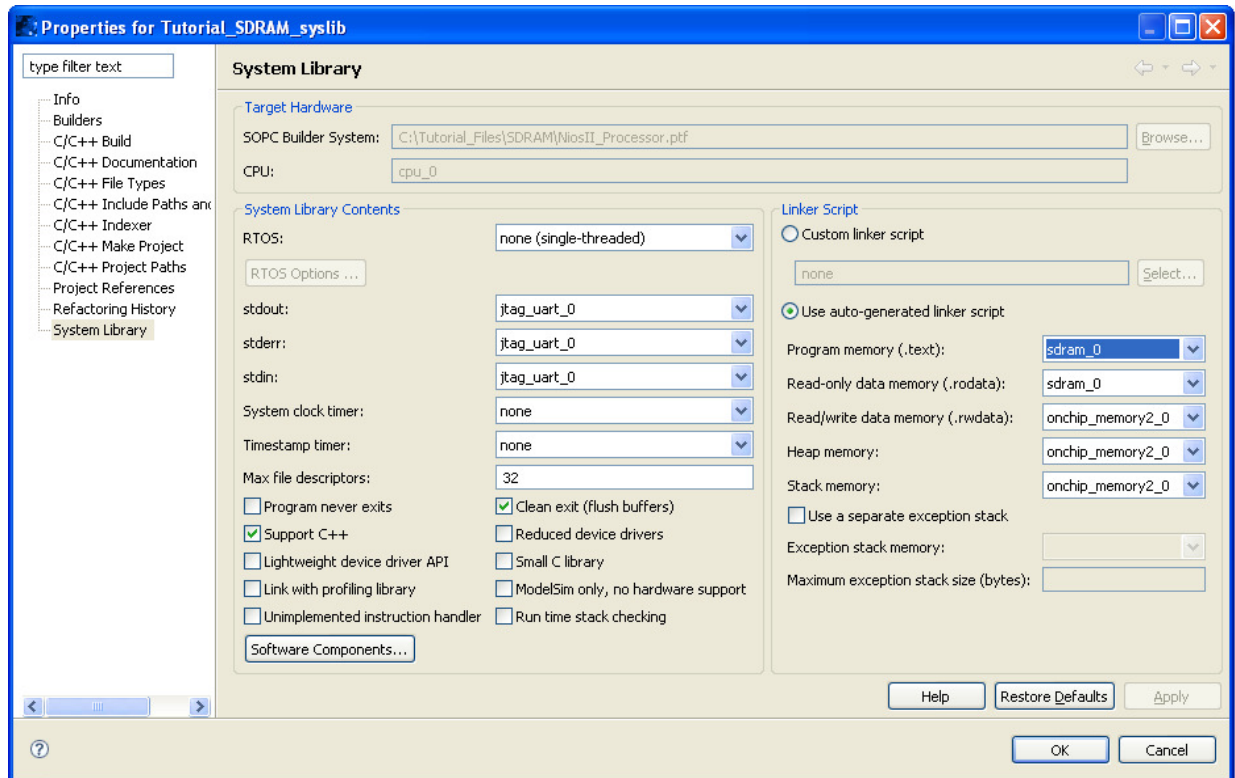 Properties for Tutorial_SDRAM_syslib
type filter text
Info
Builders
C/C++ Build
C/C++ Documentation
C/C++ File Types
C/C++ Include Paths and
C/C++ Indexer
C/C++ Make Project
C/C++ Project Paths
Project References
Refactoring History
System Library
System Library
Target Hardware
SOPC Builder System: C:\Tutorial_Files\SDRAM\NiosII_Processor.ptf Browse...
CPU: cpu_0
System Library Contents
RTOS: none (single-threaded)
RTOS Options ...
stdout: jtag_uart_0
stderr: jtag_uart_0
stdin: jtag_uart_0
System clock timer: none
Timestamp timer: none
Max file descriptors: 32
Program never exits Clean exit (flush buffers)
Support C++ Reduced device drivers
Lightweight device driver API Small C library
Link with profiling library ModelSim only, no hardware support
Unimplemented instruction handler Run time stack checking
Software Components...
Linker Script
Custom linker script
none Select...
Use auto-generated linker script
Program memory (.text): sdram_0
Read-only data memory (.rodata): sdram_0
Read/write data memory (.rwdata): onchip_memory2_0
Heap memory: onchip_memory2_0
Stack memory: onchip_memory2_0
Use a separate exception stack
Exception stack memory:
Maximum exception stack size (bytes):
Help Restore Defaults Apply
OK Cancel